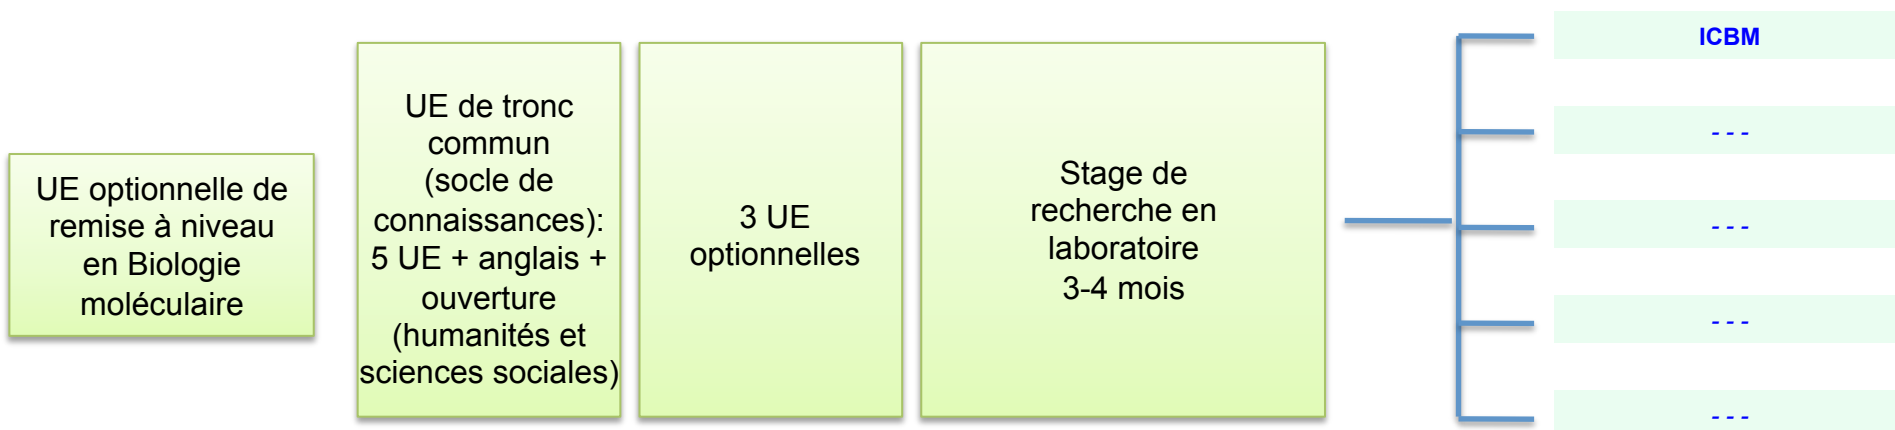 UE optionnelle de
remise à niveau
en Biologie
moléculaire
UE de tronc
commun
(socle de
connaissances):
5 UE + anglais +
ouverture
(humanités et
sciences sociales)
3 UE
optionnelles
Stage de
recherche en
laboratoire
3-4 mois
ICBM
- - -
- - -
- - -
- - -